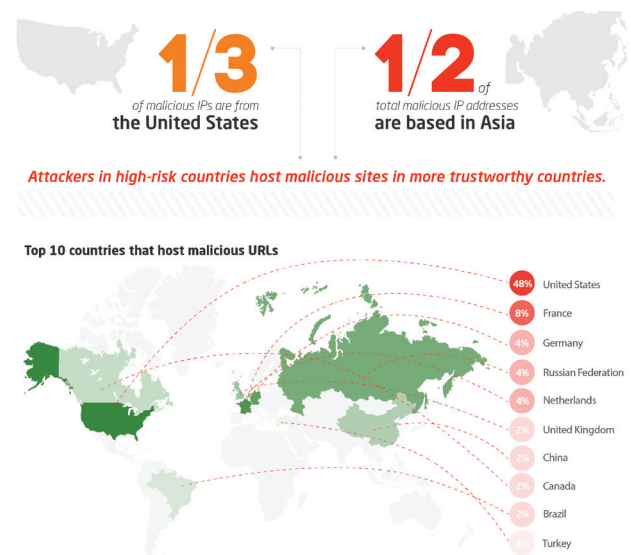 1/3
of malicious IPs are from
the United States
1/2 of
total malicious IP addresses
are based in Asia
Attackers in high-risk countries host malicious sites in more trustworthy countries.
Top 10 countries that host malicious URLs
48% United States
8% France
4% Germany
4% Russian Federation
4% Netherlands
2% United Kingdom
2% China
2% Canada
2% Brazil
Turkey